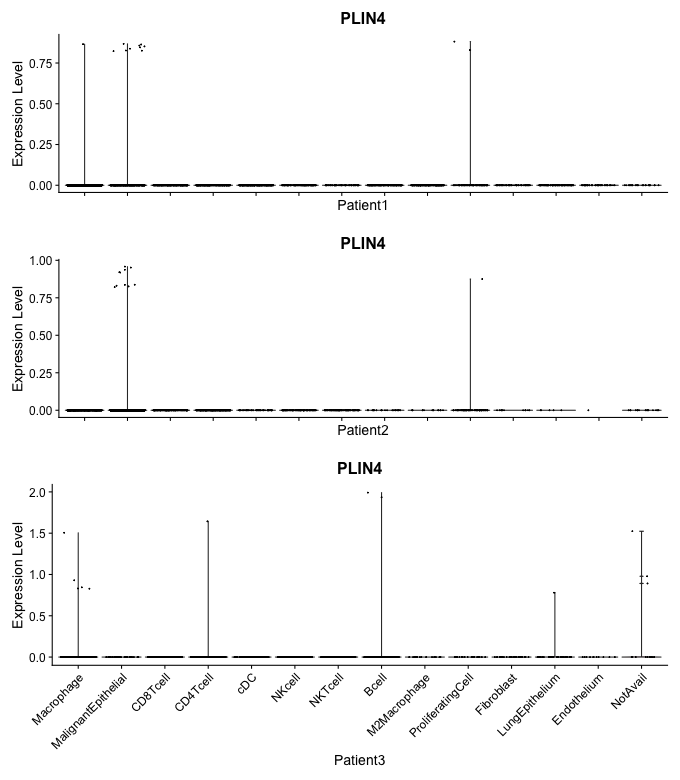 PLIN4
Expression Level
0.75
0.50
0.25
0.00
Patient1
PLIN4
Expression Level
1.00
0.75
0.50
0.25
0.00
Patient2
PLIN4
Expression Level
2.0
1.5
1.0
0.5
0.0
Macrophage
MalignantEpithelial
CD8Tcell
CD4Tcell
cDC
NKcell
NKTcell
Bcell
M2Macrophage
ProliferatingCell
Fibroblast
LungEpithelium
Endothelium
NotAvail
Patient3